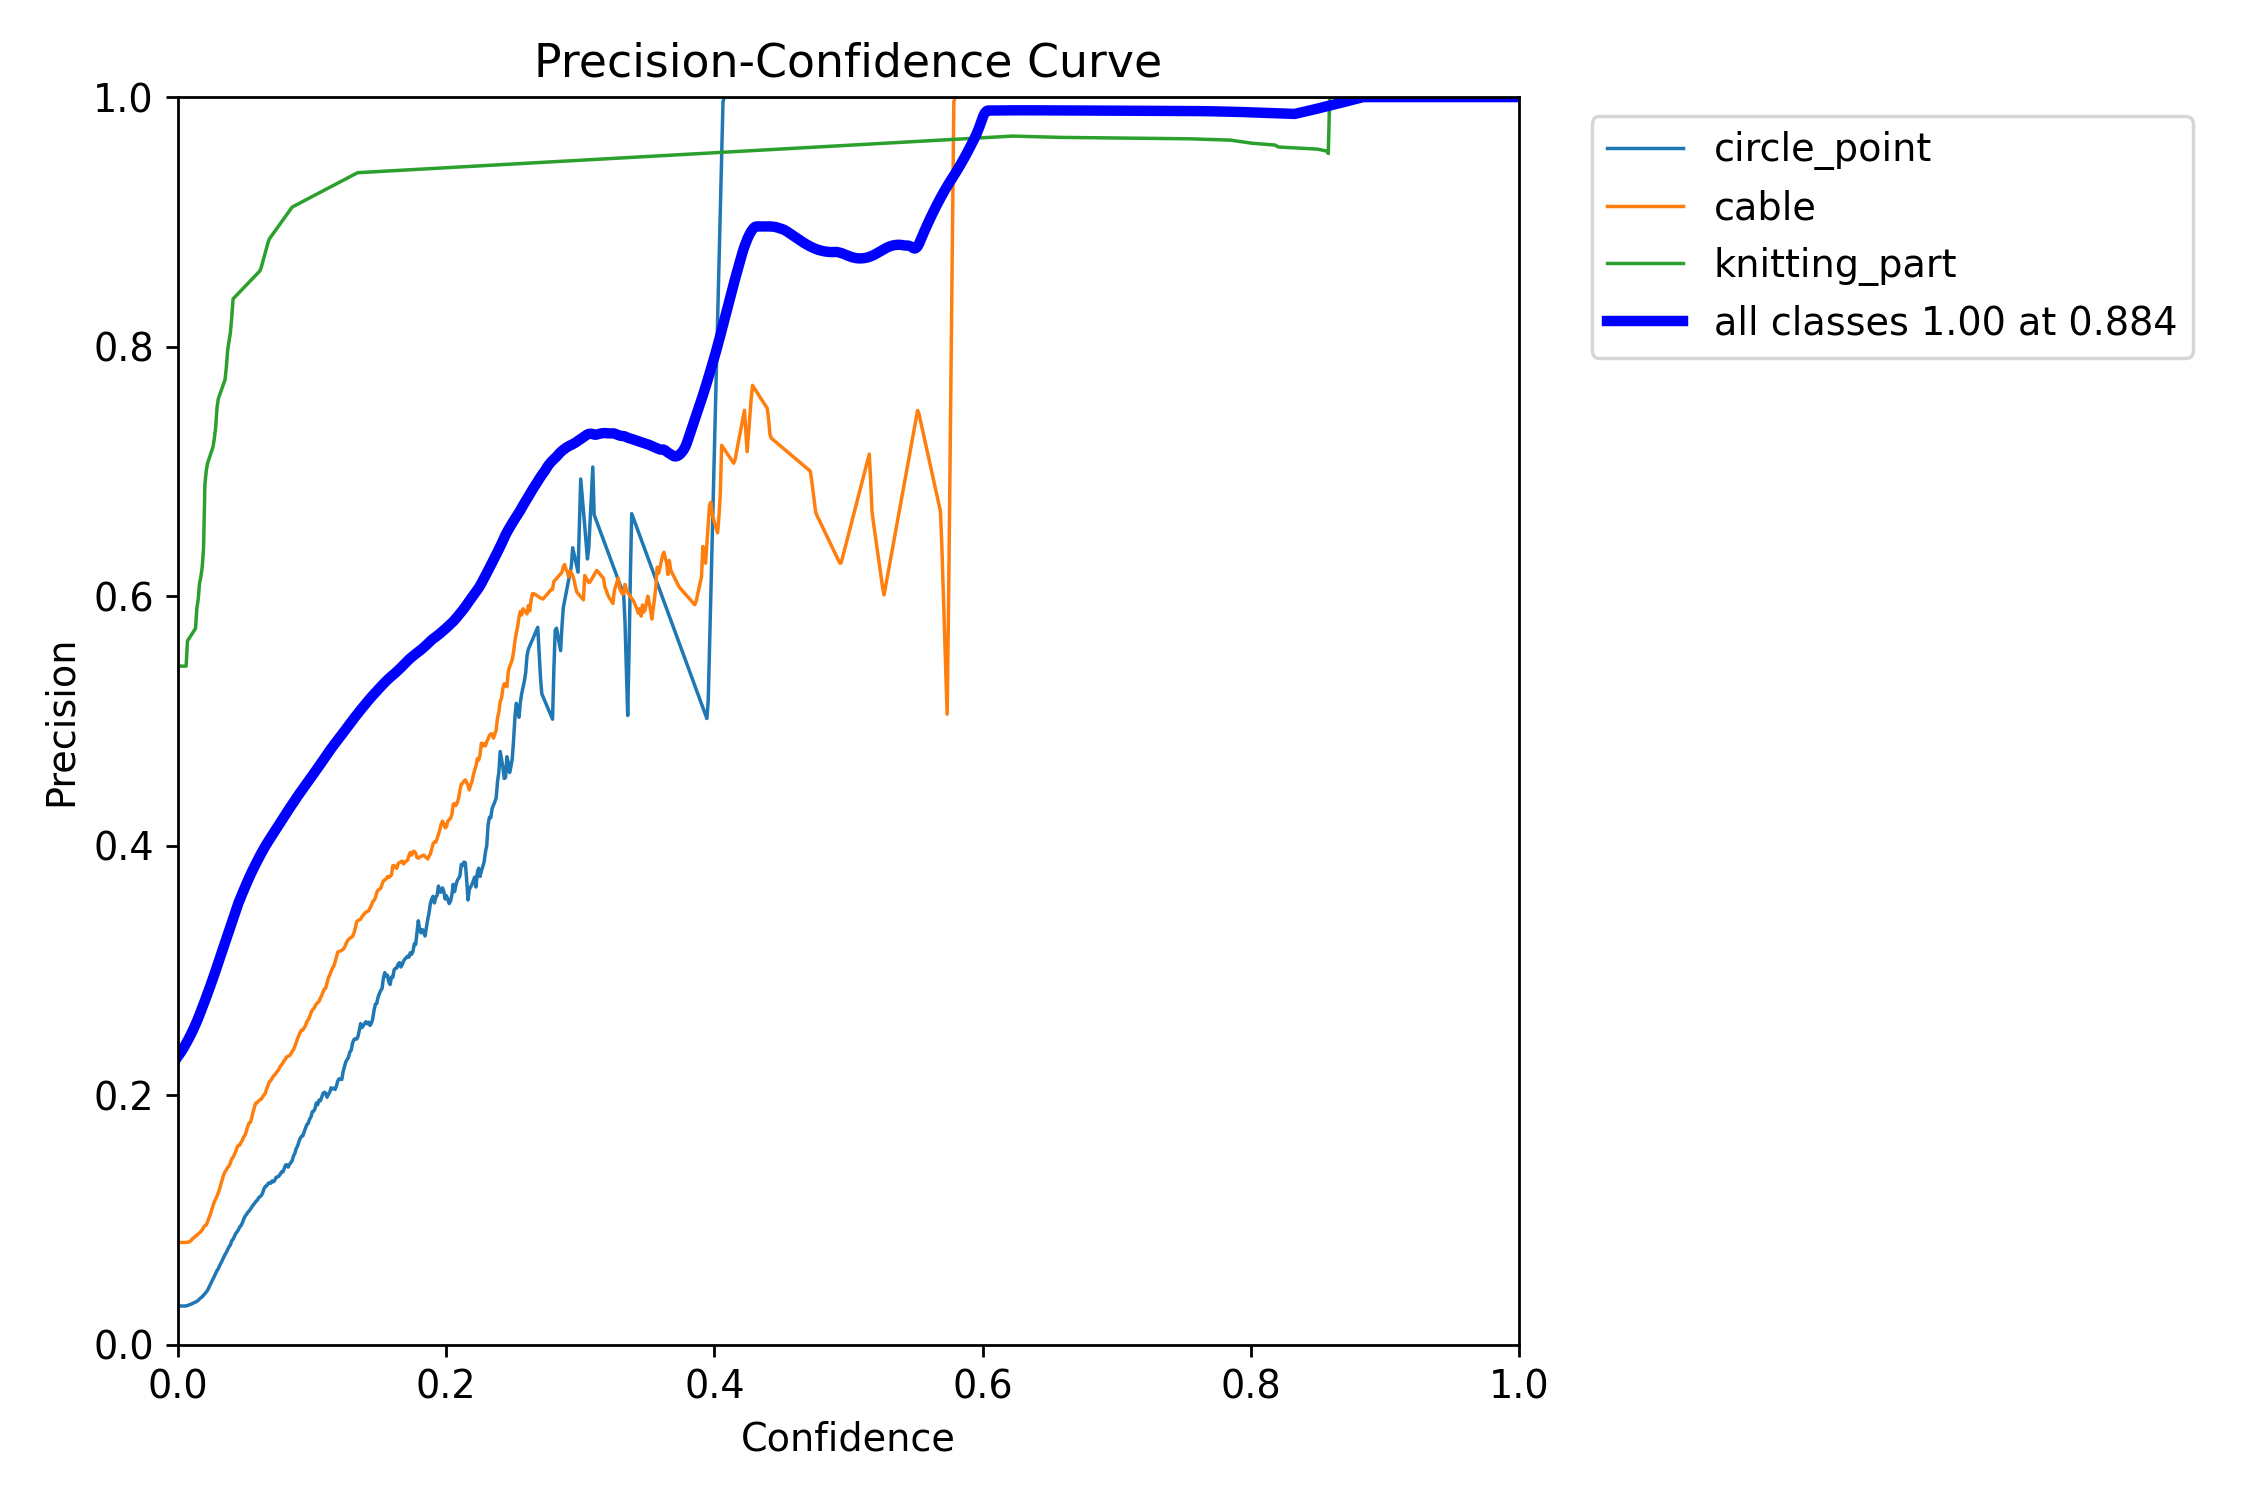 Precision-Confidence Curve
1.0
0.8
0.6
0.4
0.2
0.0
Precision
0.0 0.2 0.4 0.6 0.8 1.0
Confidence
circle_point
cable
knitting_part
all classes 1.00 at 0.884